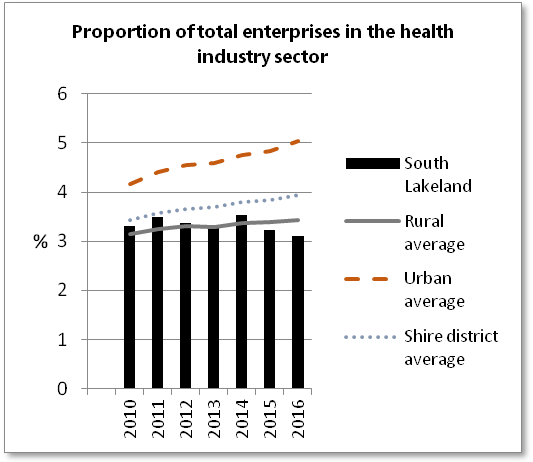 Proportion of total enterprises in the health
industry sector
6
5
4
3
2
1
0
%
2010
2011
2012
2013
2014
2015
2016
South
Lakeland
Rural
average
Urban
average
Shire district
average